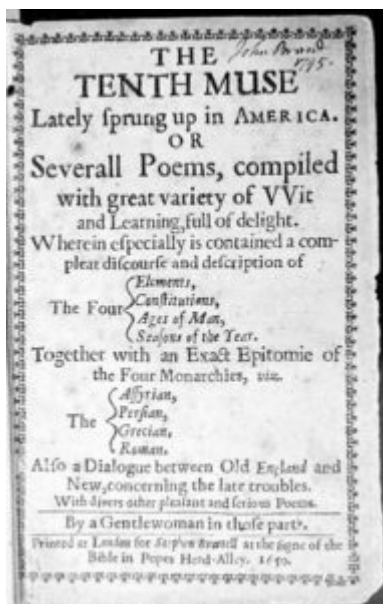 THE
John Brand
1795.
TENTH MUSE
Lately ſprung up in AMERICA.
OR
Severall Poems, compiled
with great variety of VVit
and Learning, full of delight.
Wherein eſpecially is contained a com-
pleat diſcourſe and deſcription of
The Four
Elements,
Conſtitutions,
Ages of Man,
Seaſons of the Year.
Together with an Exact Epitomie of
the Four Monarchies, viz.
The
Aſſyrian,
Perſian,
Grecian,
Roman.
Alſo a Dialogue between Old England and
New, concerning the late troubles.
With divers other pleaſant and ſerious Poems.
By a Gentlewoman in thoſe parts.
Printed at London for Stephen Bowtell at the ſigne of the
Bible in Popes Head-Alley. 1650.